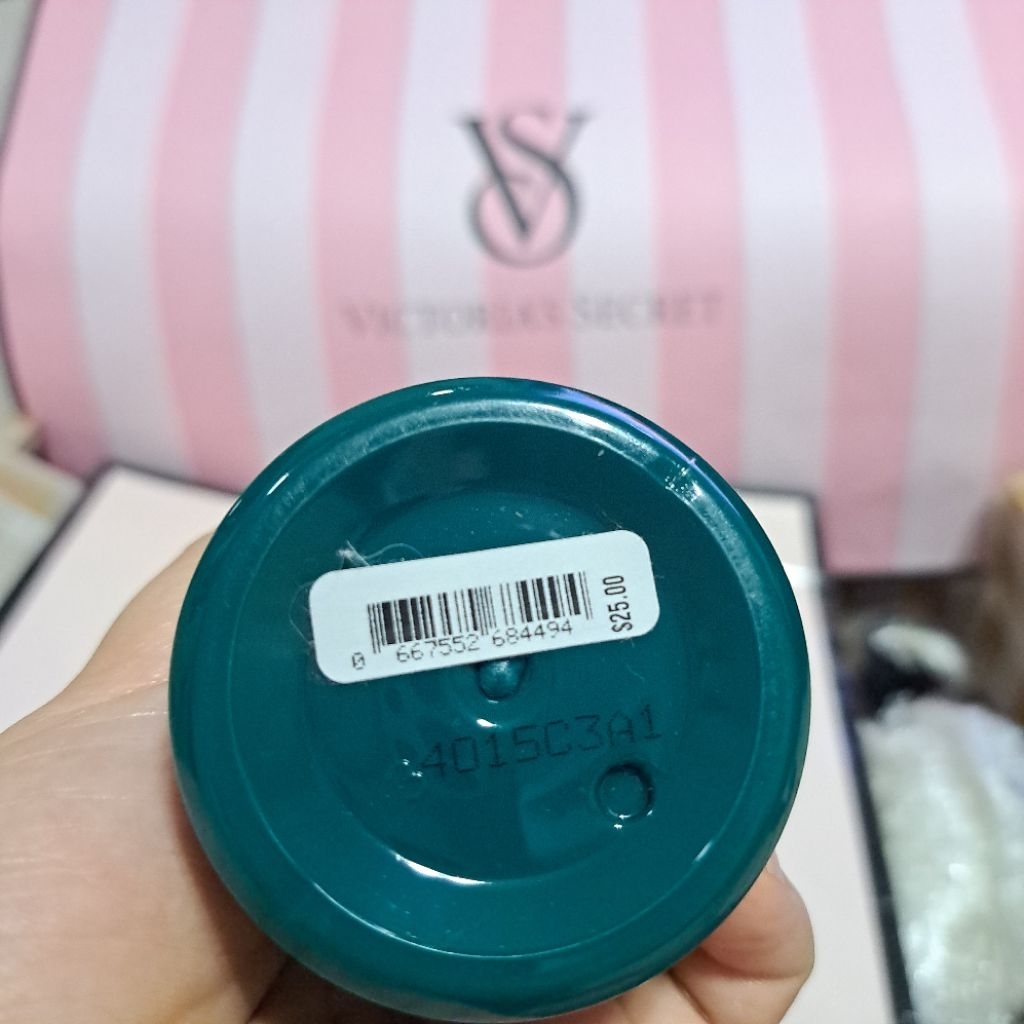 VS
VICTORIA'S SECRET
$25.00
0 667552 684494
4015C3A1